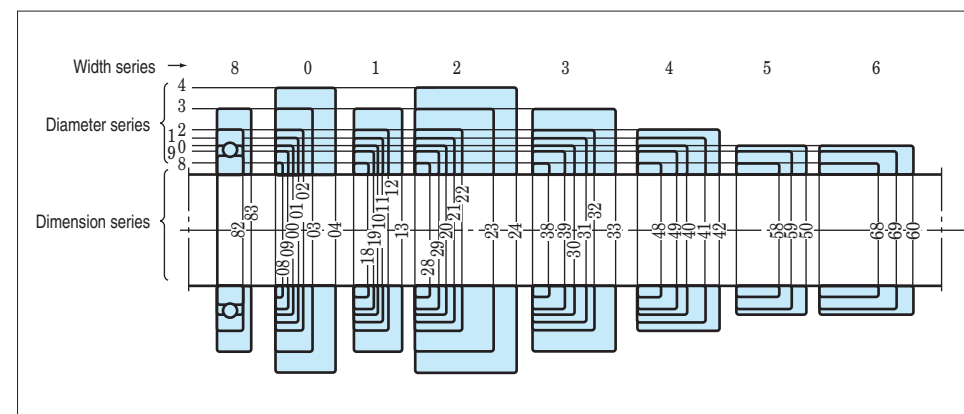 Width series → 8 0 1 2 3 4 5 6
Diameter series
4
3
2
1
0
9
8
Dimension series
82 83
08 09 00 01 02 03 04
18 19 10 11 12 13
28 29 20 21 22 23 24
38 39 30 31 32 33
48 49 40 41 42
58 59 50
68 69 60